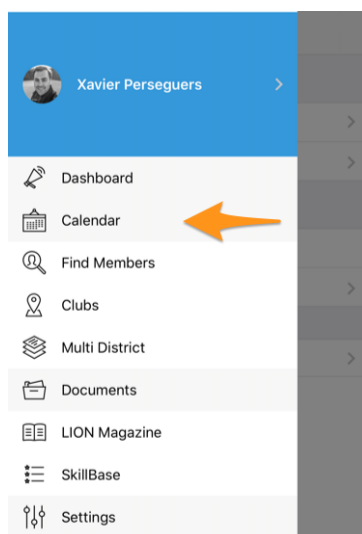 Xavier Perseguers
Dashboard
Calendar
Find Members
Clubs
Multi District
Documents
LION Magazine
SkillBase
Settings